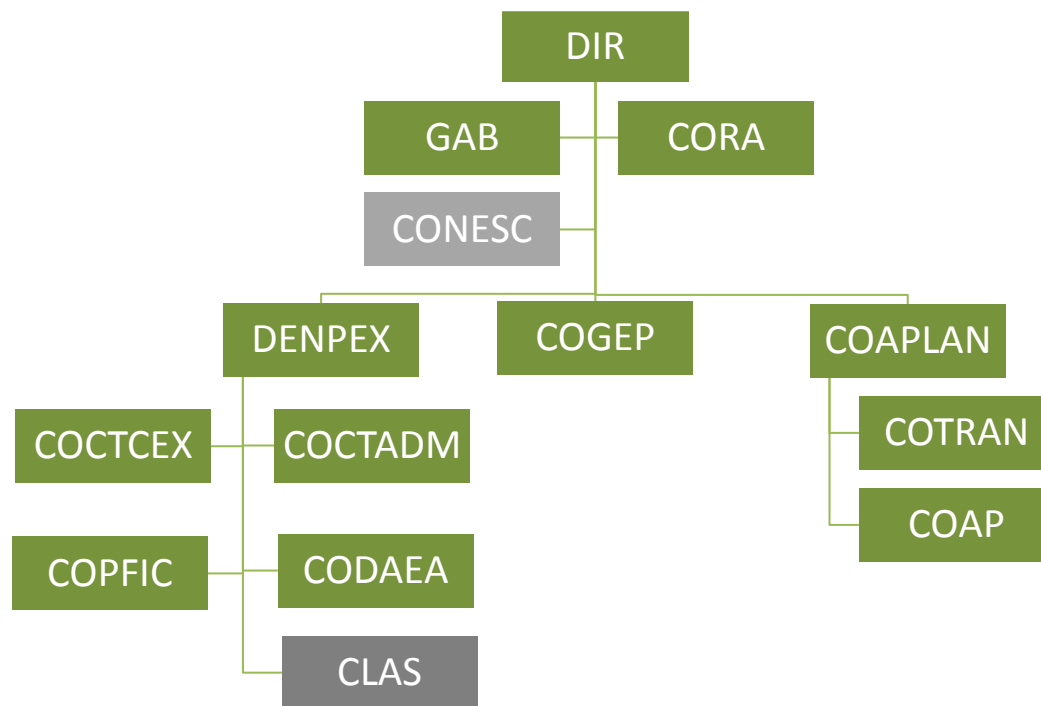 DIR
GAB
CORA
CONESC
DENPEX
COGEP
COAPLAN
COCTCEX
COCTADM
COTRAN
COAP
COPFIC
CODAEA
CLAS